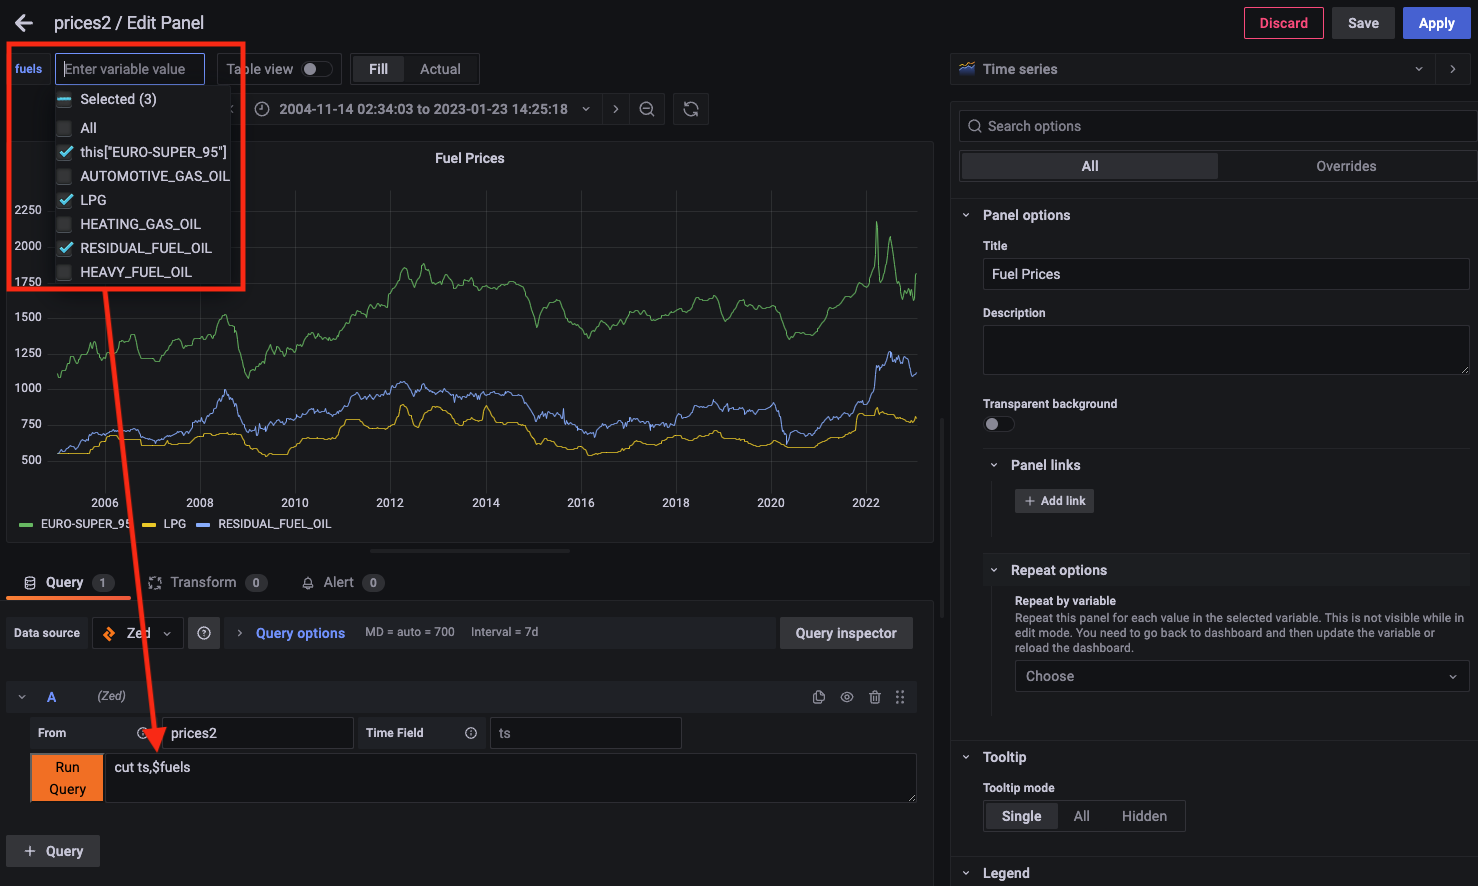 prices2 / Edit Panel
Discard
Save
Apply
fuels
Enter variable value
Table view
Fill
Actual
Time series
Selected (3)
All
this["EURO-SUPER_95"]
AUTOMOTIVE_GAS_OIL
LPG
HEATING_GAS_OIL
RESIDUAL_FUEL_OIL
HEAVY_FUEL_OIL
2004-11-14 02:34:03 to 2023-01-23 14:25:18
Fuel Prices
2250
2000
1750
1500
1250
1000
750
500
2006
2008
2010
2012
2014
2016
2018
2020
2022
EURO-SUPER_95
LPG
RESIDUAL_FUEL_OIL
Query 1
Transform 0
Alert 0
Data source
Zed
Query options
MD = auto = 700
Interval = 7d
Query inspector
A
(Zed)
From
prices2
Time Field
ts
Run
Query
cut ts,$fuels
+ Query
Search options
All
Overrides
Panel options
Title
Fuel Prices
Description
Transparent background
Panel links
+ Add link
Repeat options
Repeat by variable
Repeat this panel for each value in the selected variable. This is not visible while in
edit mode. You need to go back to dashboard and then update the variable or
reload the dashboard.
Choose
Tooltip
Tooltip mode
Single
All
Hidden
Legend